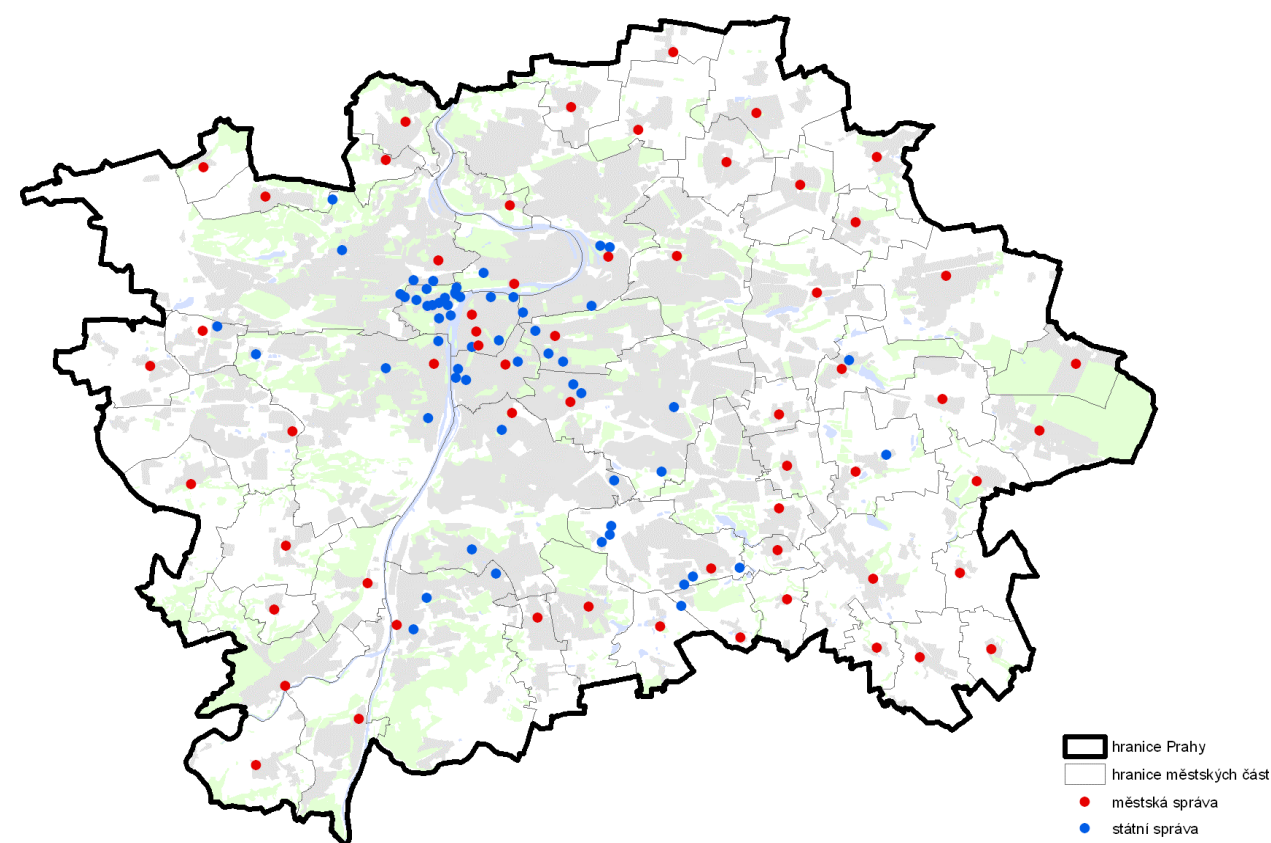 hranice Prahy
hranice městských část
městská správa
státní správa